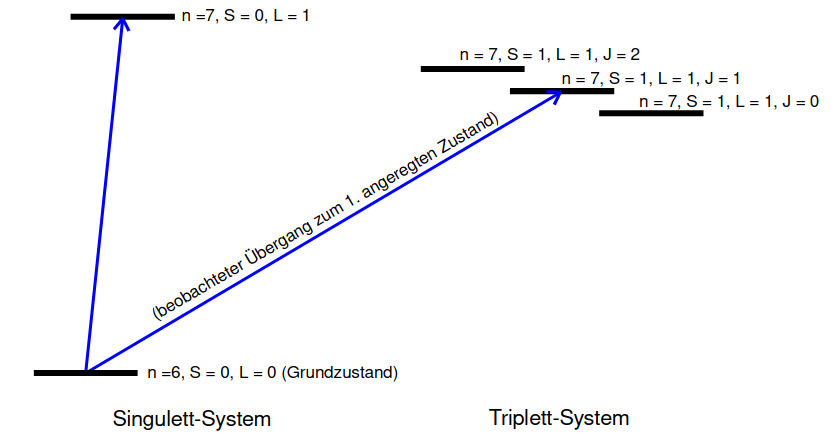 n =7, S = 0, L = 1
n = 7, S = 1, L = 1, J = 2
n = 7, S = 1, L = 1, J = 1
n = 7, S = 1, L = 1, J = 0
(beobachteter Übergang zum 1. angeregten Zustand)
n =6, S = 0, L = 0 (Grundzustand)
Singulett-System
Triplett-System